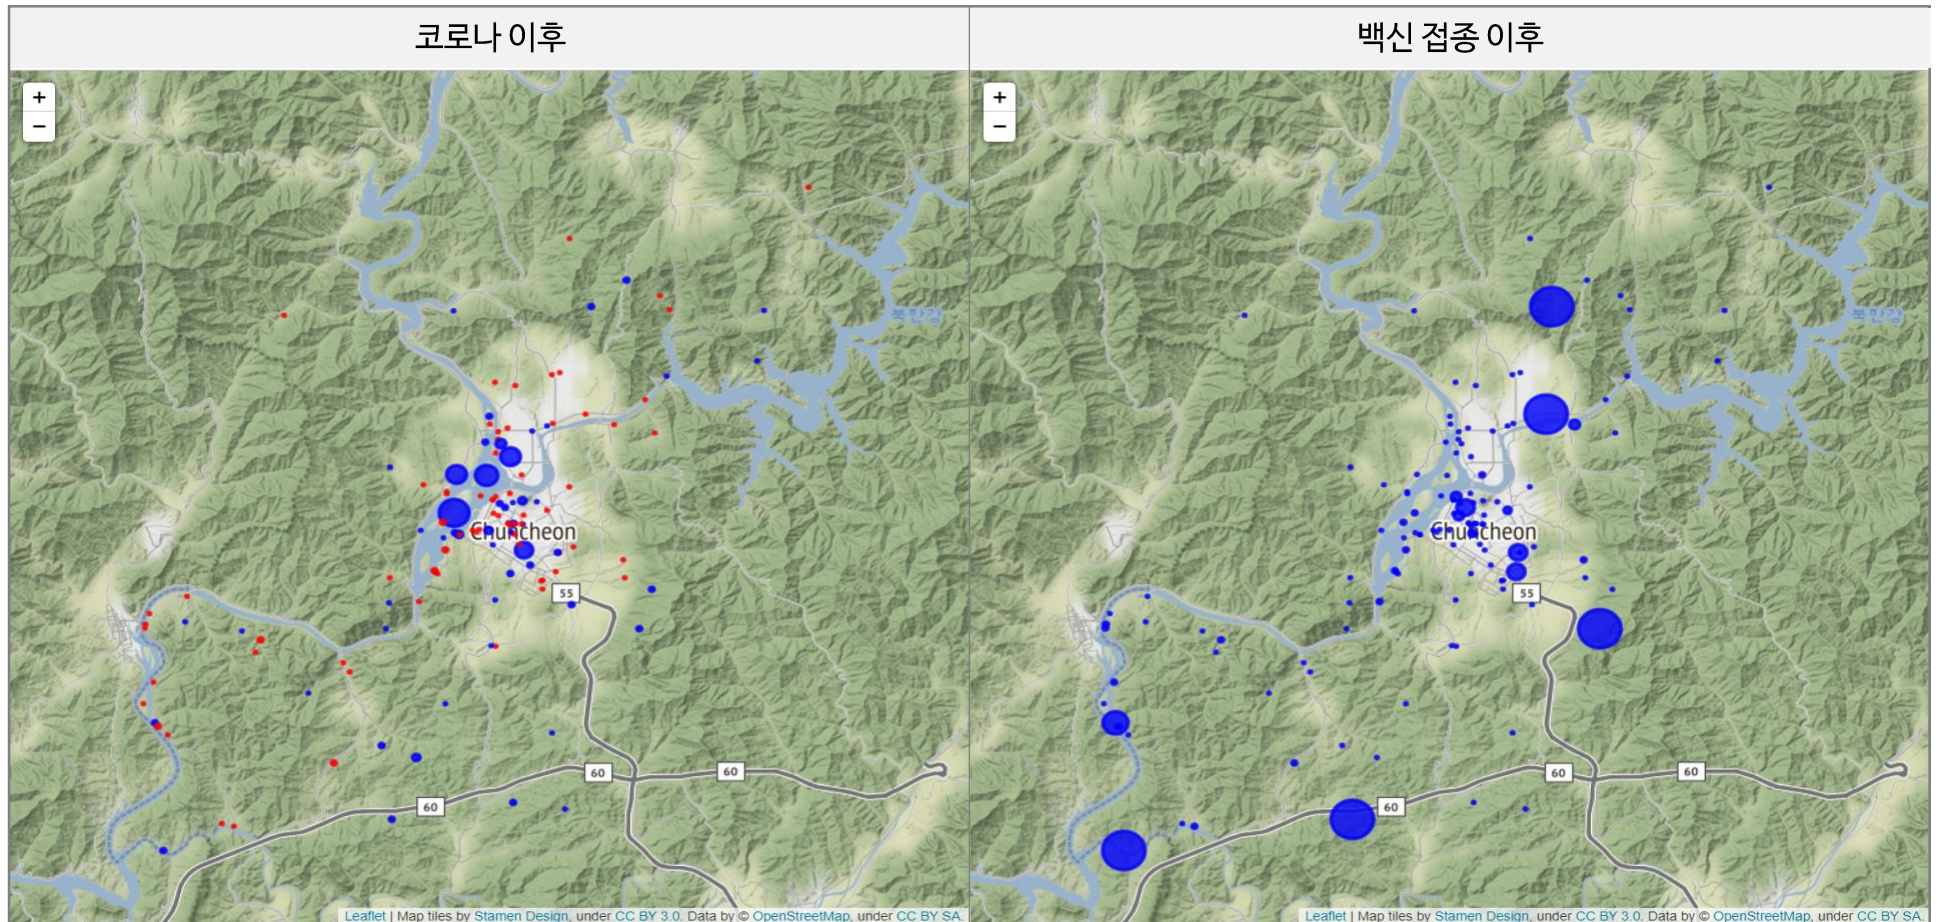 코로나 이후
백신 접종 이후
+
−
북한강
Chuncheon
55
60
60
60
Leaflet | Map tiles by Stamen Design, under CC BY 3.0. Data by © OpenStreetMap, under CC BY SA.
+
−
북한강
Chuncheon
55
60
60
60
Leaflet | Map tiles by Stamen Design, under CC BY 3.0. Data by © OpenStreetMap, under CC BY SA.